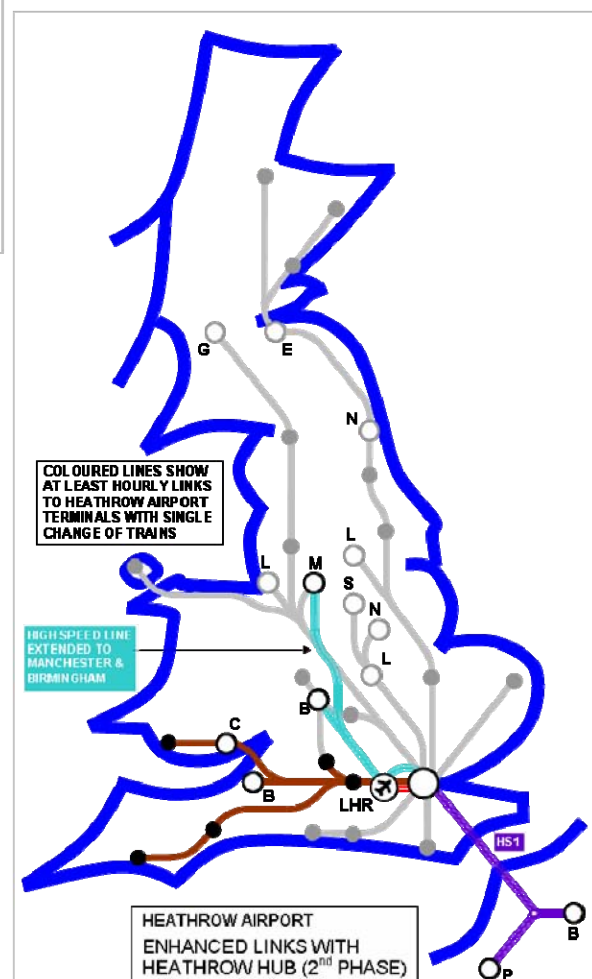 G
E
N
COLOURED LINES SHOW
AT LEAST HOURLY LINKS
TO HEATHROW AIRPORT
TERMINALS WITH SINGLE
CHANGE OF TRAINS
L
M
L
S
N
L
HIGH SPEED LINE
EXTENDED TO
MANCHESTER &
BIRMINGHAM
B
C
B
LHR
HS1
B
P
HEATHROW AIRPORT
ENHANCED LINKS WITH
HEATHROW HUB (2nd PHASE)